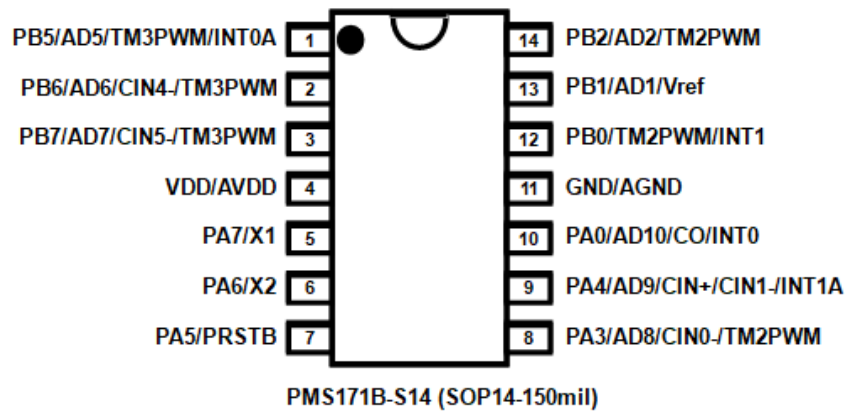 PB5/AD5/TM3PWM/INT0A 1 14 PB2/AD2/TM2PWM
PB6/AD6/CIN4-/TM3PWM 2 13 PB1/AD1/Vref
PB7/AD7/CIN5-/TM3PWM 3 12 PB0/TM2PWM/INT1
VDD/AVDD 4 11 GND/AGND
PA7/X1 5 10 PA0/AD10/CO/INT0
PA6/X2 6 9 PA4/AD9/CIN+/CIN1-/INT1A
PA5/PRSTB 7 8 PA3/AD8/CIN0-/TM2PWM
PMS171B-S14 (SOP14-150mil)